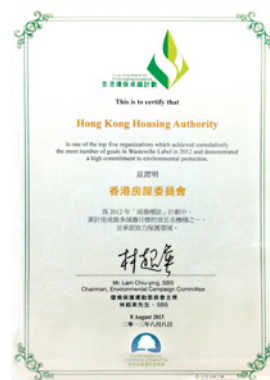 香港環保卓越計劃
This is to certify that
Hong Kong Housing Authority
is one of the top five organizations which achieved cumulatively
the most number of goals in Wastewi$e Label in 2012 and demonstrated
a high commitment to environmental protection.
茲證明
香港房屋委員會
為 2012 年「減廢標誌」計劃中，
累計完成最多減廢目標的首五名機構之一，
並承諾致力保護環境。
Mr. Lam Chiu-ying, SBS
Chairman, Environmental Campaign Committee
環境保護運動委員會主席
林超英先生，SBS
8 August 2013
二零一三年八月八日